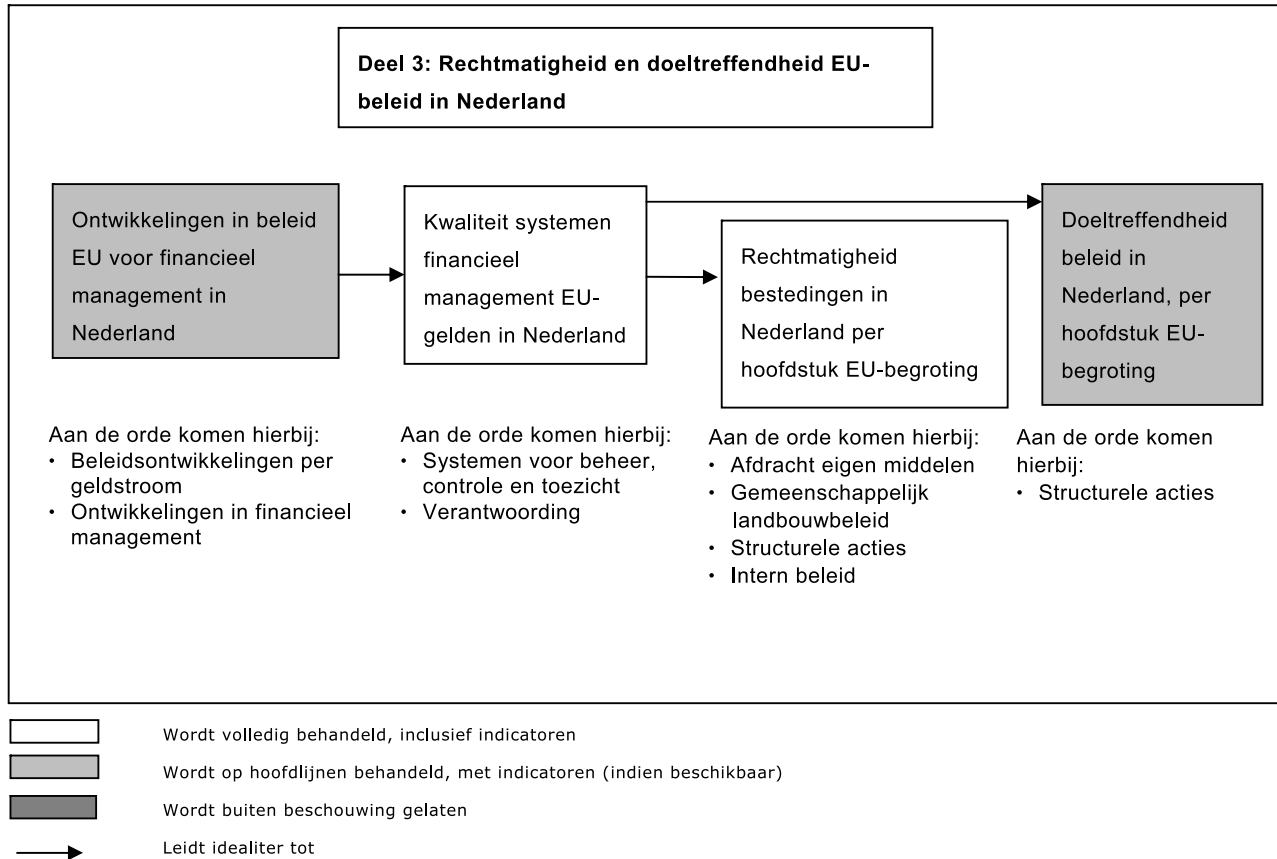 Deel 3: Rechtmatigheid en doeltreffendheid EU-
beleid in Nederland
Ontwikkelingen in beleid
EU voor financieel
management in
Nederland
Kwaliteit systemen
financieel
management EU-
gelden in Nederland
Rechtmatigheid
bestedingen in
Nederland per
hoofdstuk EU-begroting
Doeltreffendheid
beleid in
Nederland, per
hoofdstuk EU-
begroting
Aan de orde komen hierbij:
• Beleidsontwikkelingen per
geldstroom
• Ontwikkelingen in financieel
management
Aan de orde komen hierbij:
• Systemen voor beheer,
controle en toezicht
• Verantwoording
Aan de orde komen hierbij:
• Afdracht eigen middelen
• Gemeenschappelijk
landbouwbeleid
• Structurele acties
• Intern beleid
Aan de orde komen
hierbij:
• Structurele acties
Wordt volledig behandeld, inclusief indicatoren
Wordt op hoofdlijnen behandeld, met indicatoren (indien beschikbaar)
Wordt buiten beschouwing gelaten
Leidt idealiter tot